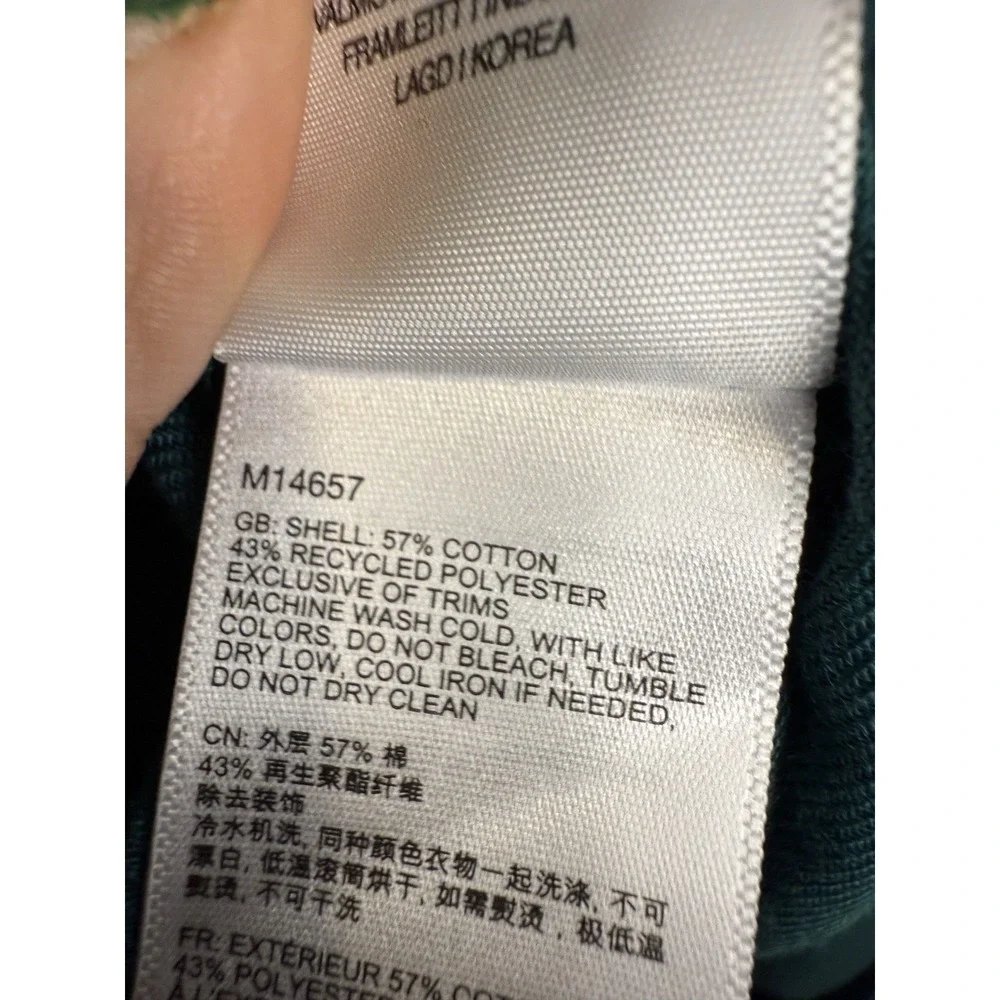 FRAMLEITT
LAGD I KOREA
M14657
GB: SHELL: 57% COTTON
43% RECYCLED POLYESTER
EXCLUSIVE OF TRIMS
MACHINE WASH COLD, WITH LIKE
COLORS, DO NOT BLEACH, TUMBLE
DRY LOW, COOL IRON IF NEEDED,
DO NOT DRY CLEAN
CN: 外层 57% 棉
43% 再生聚酯纤维
除去装饰
冷水机洗, 同种颜色衣物一起洗涤, 不可
漂白, 低温滚筒烘干, 如需熨烫, 极低温
熨烫, 不可干洗
FR: EXTÉRIEUR 57%
43%